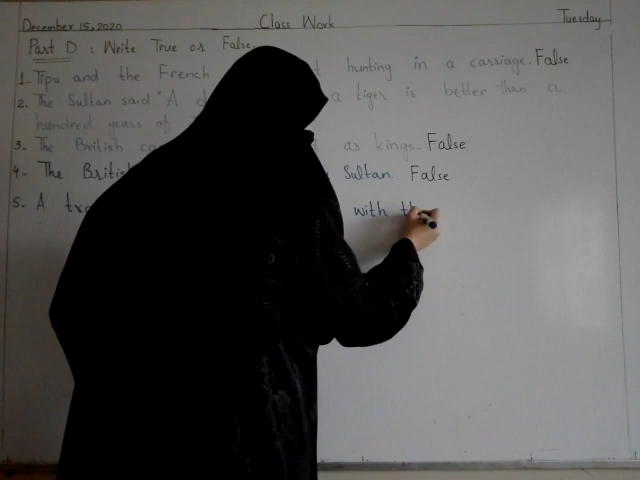 December 15, 2020 Class Work Tuesday
Part D : Write True or False.
1. Tipu and the French hunting in a carriage. False
2. The Sultan said "A a tiger is better than a
hundred years of
3. The British as kings. False
4. The British Sultan. False
5. A with th